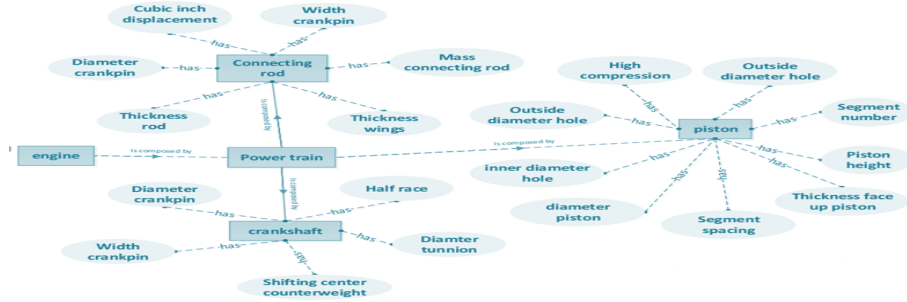 Cubic inch
displacement
Width
crankpin
has
has
Diameter
crankpin
has
Connecting
rod
has
Mass
connecting rod
has
has
Thickness
rod
Thickness
wings
Is composed by
engine
Is composed by
Power train
Is composed by
Is composed by
Diameter
crankpin
has
Half race
has
crankshaft
Width
crankpin
has
has
Diamter
tunnion
has
Shifting center
counterweight
High
compression
Outside
diameter hole
has
has
Outside
diameter hole
has
piston
has
Segment
number
inner diameter
hole
has
has
Piston
height
diameter
piston
has
has
has
Thickness face
up piston
Segment
spacing